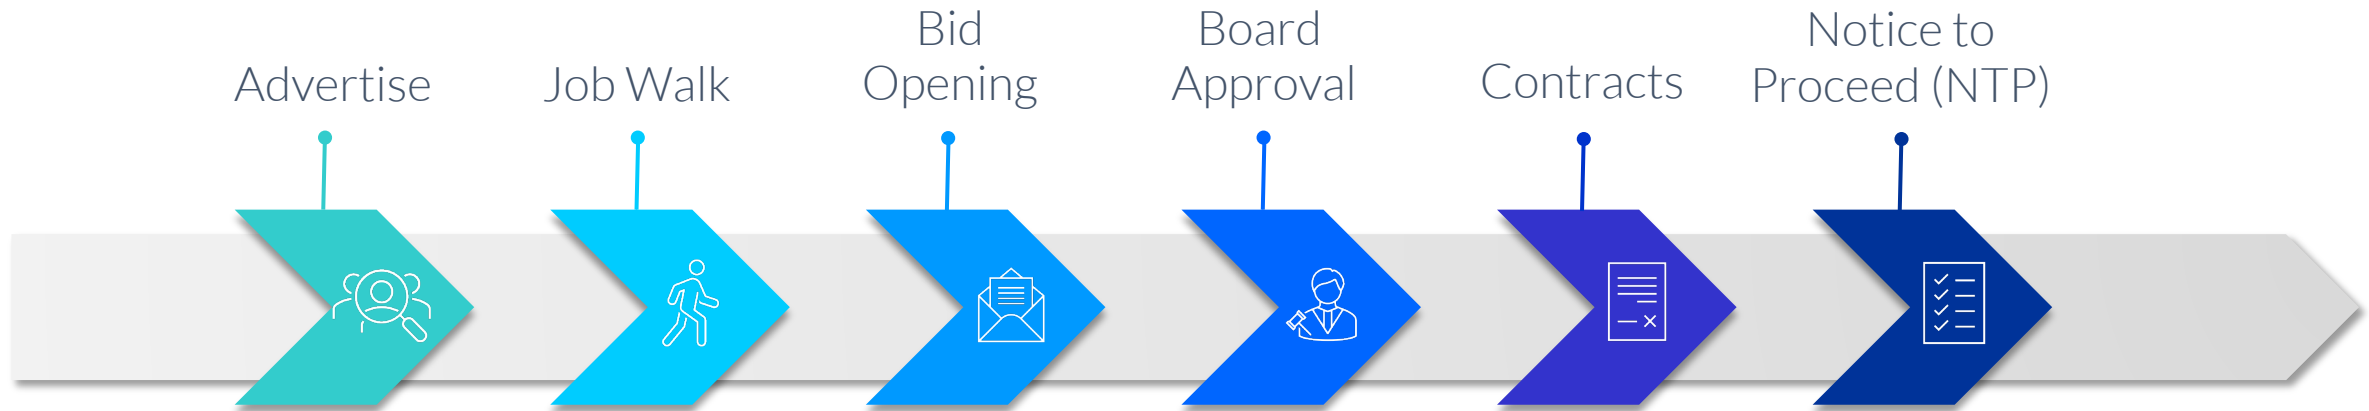 Advertise
Job Walk
Bid
Opening
Board
Approval
Contracts
Notice to
Proceed (NTP)